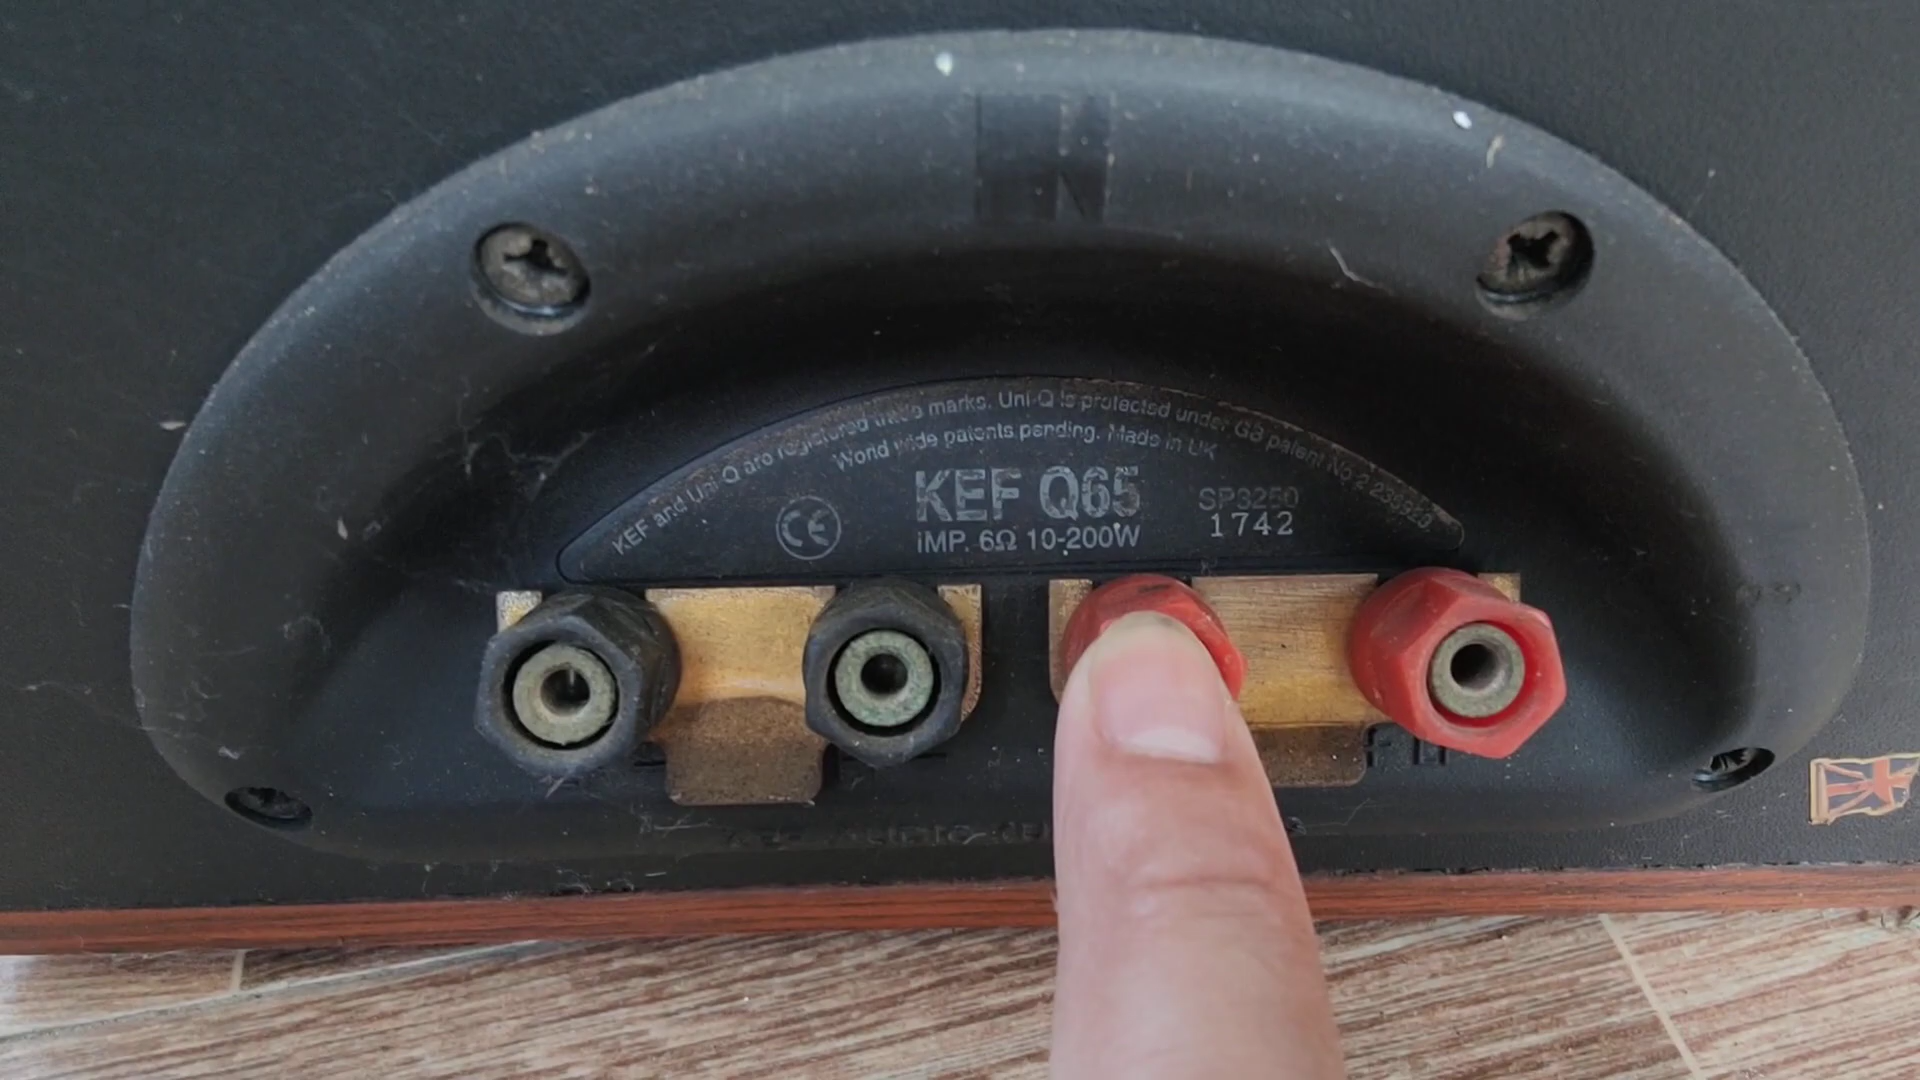 KEF and Uni-Q are registered trade marks. Uni-Q is protected under GB patent No. 2 236929
World wide patents pending. Made in UK
KEF Q65
IMP. 6Ω 10-200W
CE
SP3250
1742